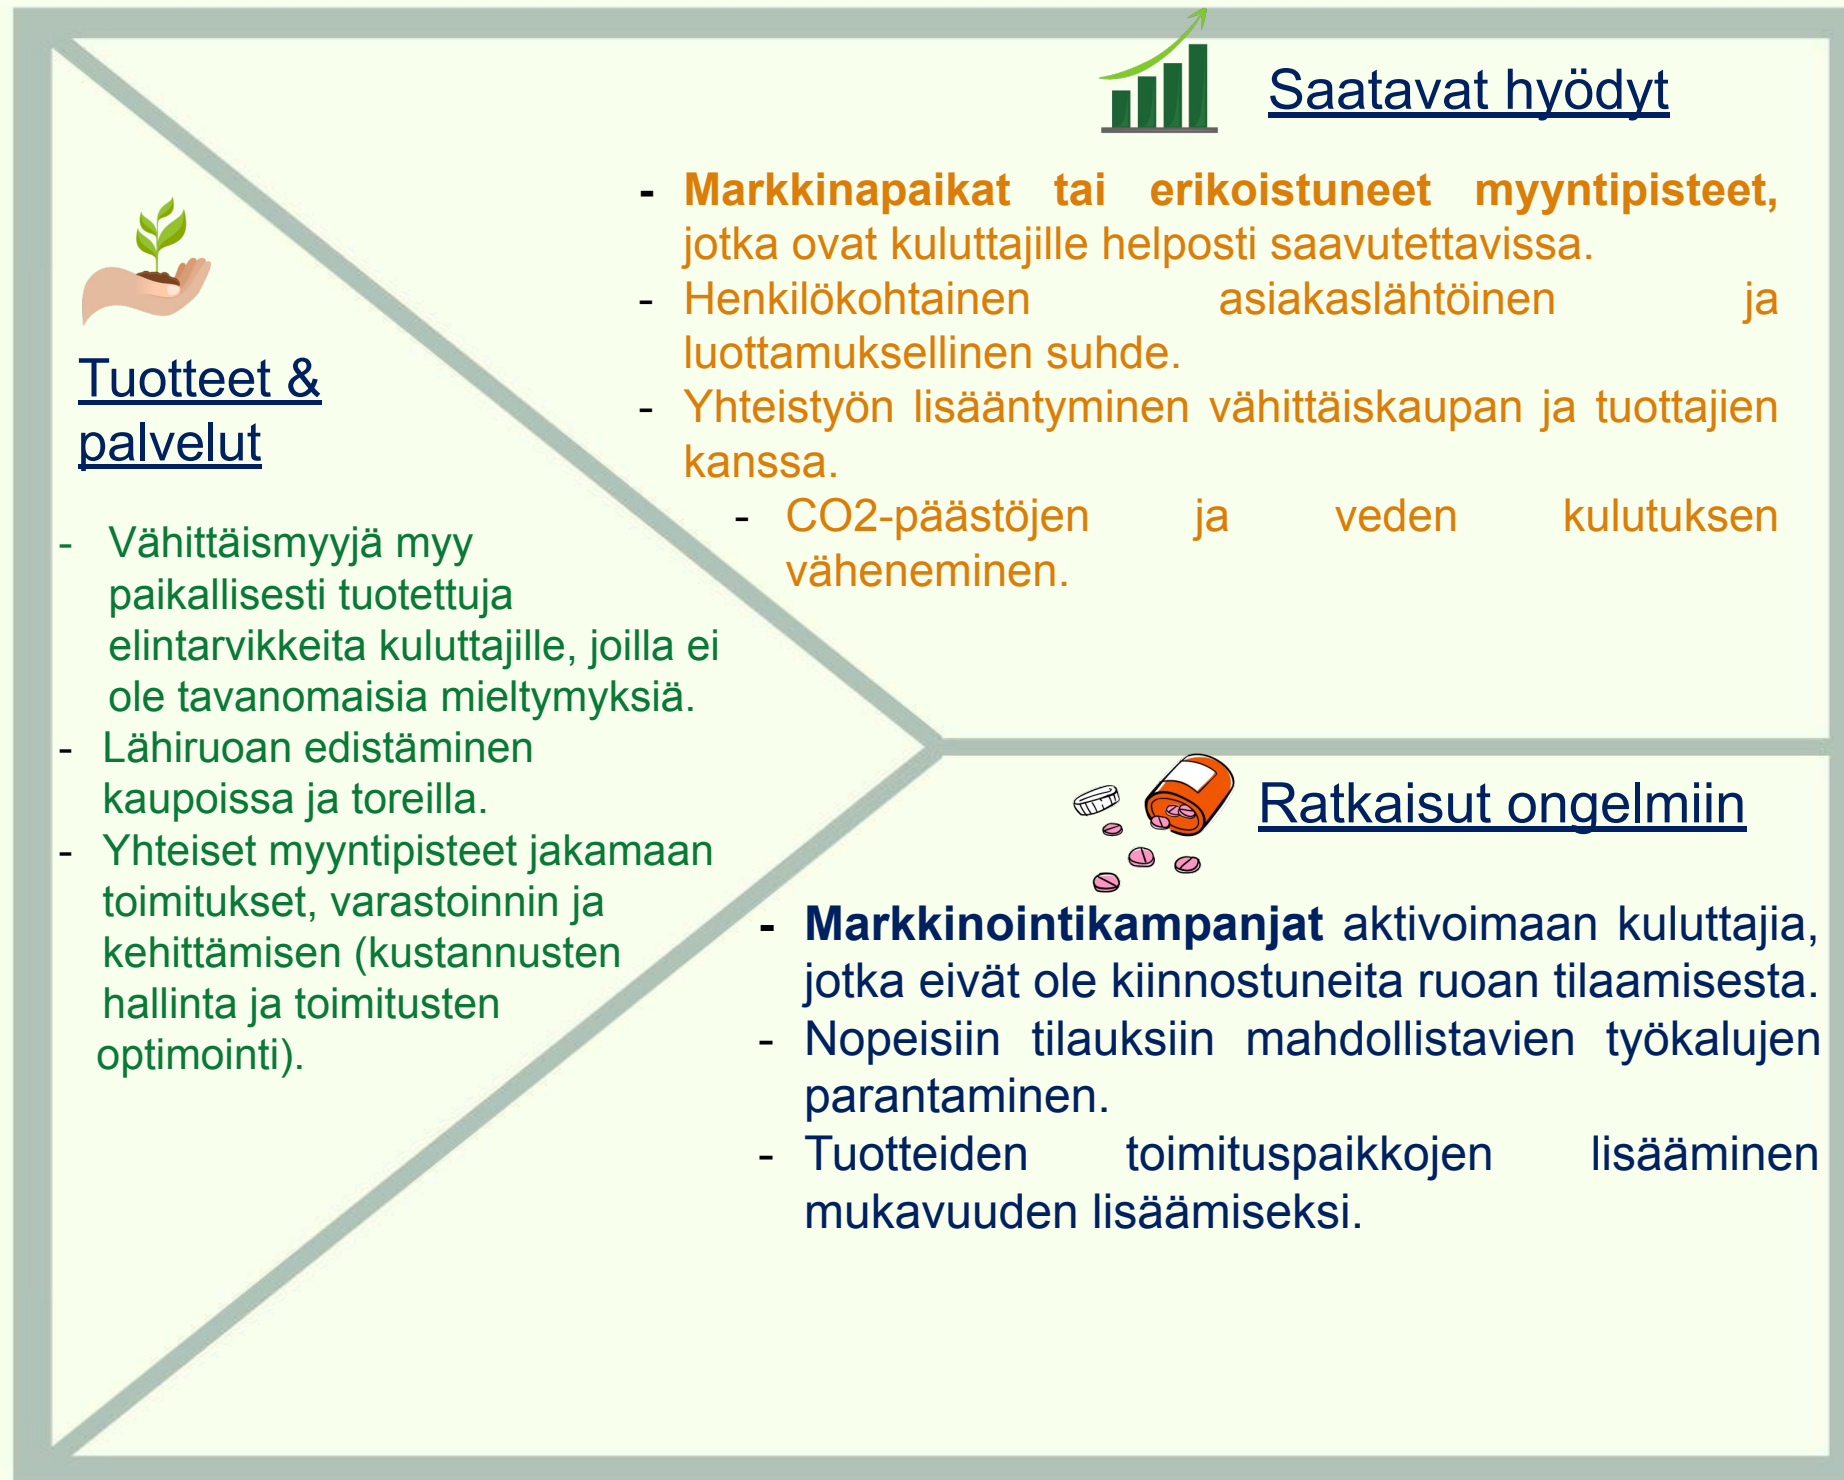 Saatavat hyödyt
- Markkinapaikat tai erikoistuneet myyntipisteet,
jotka ovat kuluttajille helposti saavutettavissa.
- Henkilökohtainen asiakaslähtöinen ja
luottamuksellinen suhde.
- Yhteistyön lisääntyminen vähittäiskaupan ja tuottajien
kanssa.
- CO2-päästöjen ja veden kulutuksen
väheneminen.
Tuotteet &
palvelut
- Vähittäismyyjä myy
paikallisesti tuotettuja
elintarvikkeita kuluttajille, joilla ei
ole tavanomaisia mieltymyksiä.
- Lähiruoan edistäminen
kaupoissa ja toreilla.
- Yhteiset myyntipisteet jakamaan
toimitukset, varastoinnin ja
kehittämisen (kustannusten
hallinta ja toimitusten
optimointi).
Ratkaisut ongelmiin
- Markkinointikampanjat aktivoimaan kuluttajia,
jotka eivät ole kiinnostuneita ruoan tilaamisesta.
- Nopeisiin tilauksiin mahdollistavien työkalujen
parantaminen.
- Tuotteiden toimituspaikkojen lisääminen
mukavuuden lisäämiseksi.